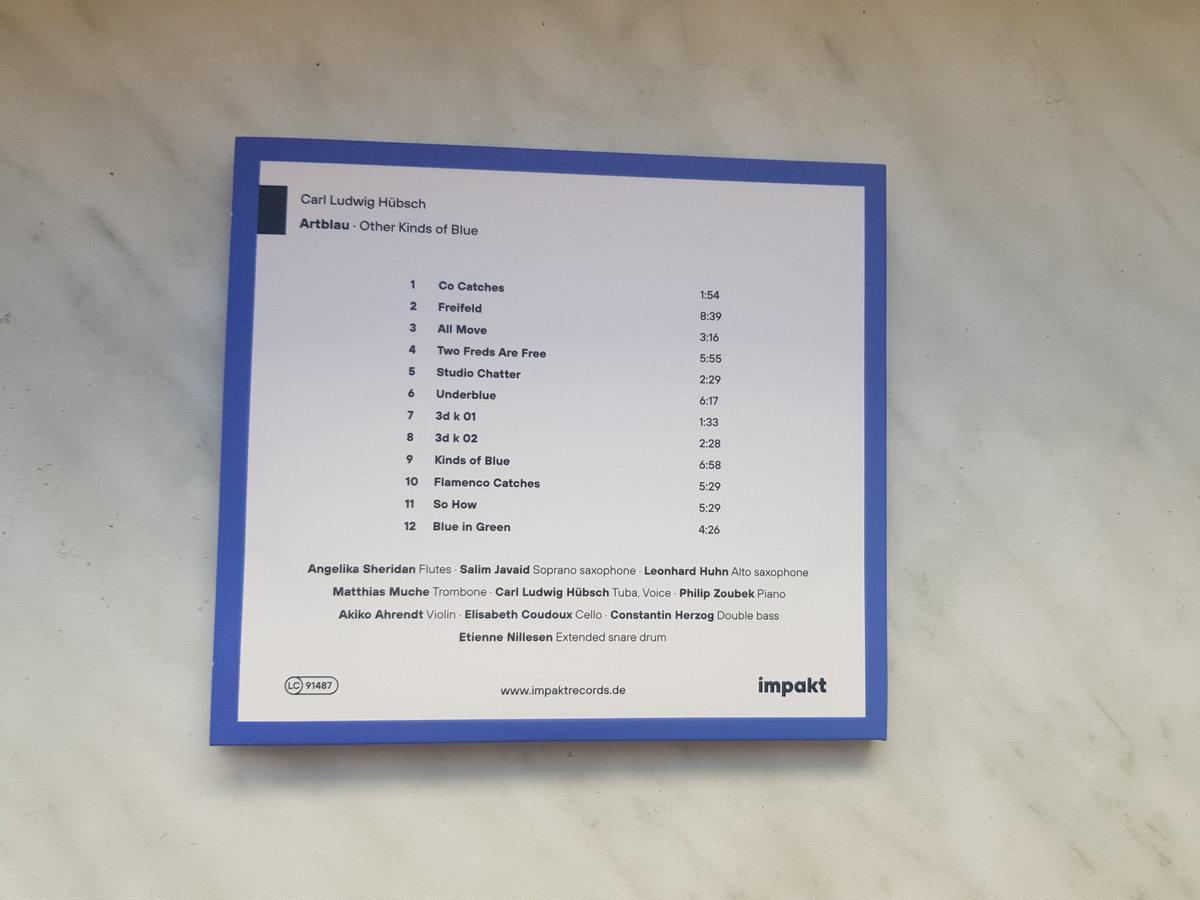 Carl Ludwig Hübsch
Artblau · Other Kinds of Blue
1 Co Catches 1:54
2 Freifeld 8:39
3 All Move 3:16
4 Two Freds Are Free 5:55
5 Studio Chatter 2:29
6 Underblue 6:17
7 3d k 01 1:33
8 3d k 02 2:28
9 Kinds of Blue 6:58
10 Flamenco Catches 5:29
11 So How 5:29
12 Blue in Green 4:26
Angelika Sheridan Flutes · Salim Javaid Soprano saxophone · Leonhard Huhn Alto saxophone
Matthias Muche Trombone · Carl Ludwig Hübsch Tuba, Voice · Philip Zoubek Piano
Akiko Ahrendt Violin · Elisabeth Coudoux Cello · Constantin Herzog Double bass
Etienne Nillesen Extended snare drum
LC 91487 www.impaktrecords.de impakt